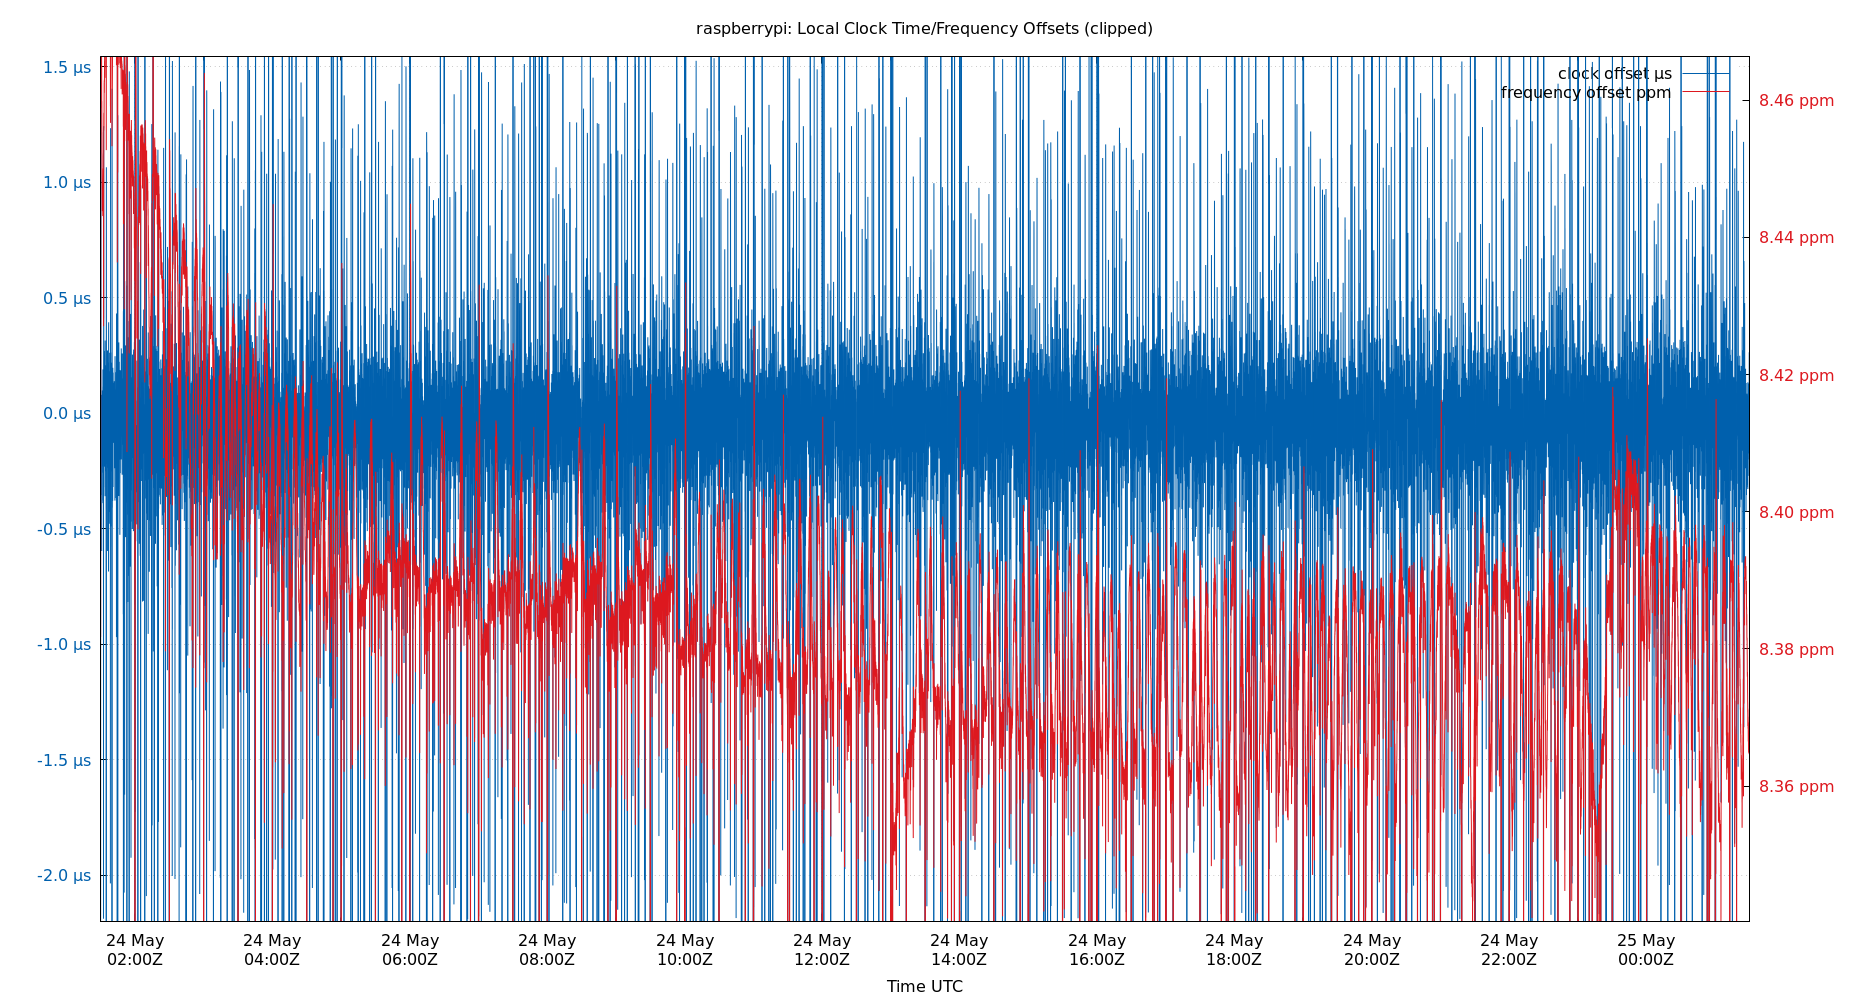 raspberrypi: Local Clock Time/Frequency Offsets (clipped)
clock offset µs
frequency offset ppm
1.5 µs
1.0 µs
0.5 µs
0.0 µs
-0.5 µs
-1.0 µs
-1.5 µs
-2.0 µs
8.46 ppm
8.44 ppm
8.42 ppm
8.40 ppm
8.38 ppm
8.36 ppm
24 May 24 May 24 May 24 May 24 May 24 May 24 May 24 May 24 May 24 May 24 May 25 May
02:00Z 04:00Z 06:00Z 08:00Z 10:00Z 12:00Z 14:00Z 16:00Z 18:00Z 20:00Z 22:00Z 00:00Z
Time UTC